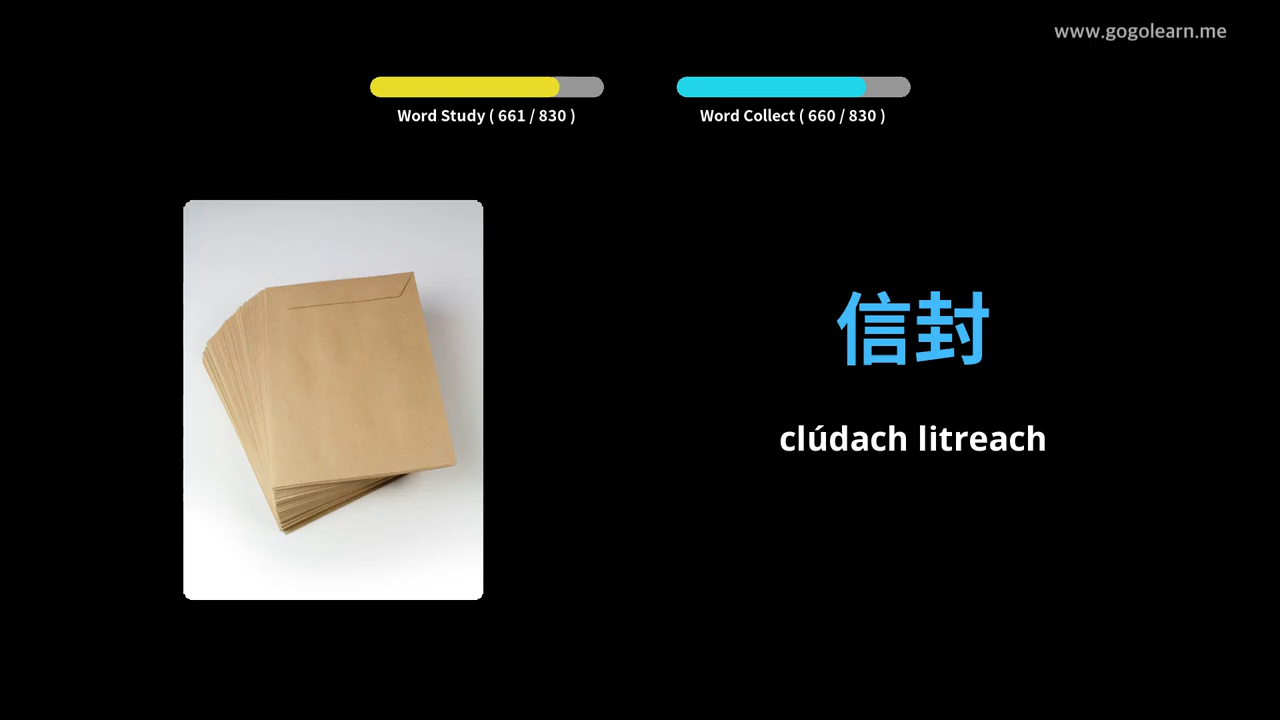 www.gogolearn.me
Word Study ( 661 / 830 )
Word Collect ( 660 / 830 )
信封
clúdach litreach